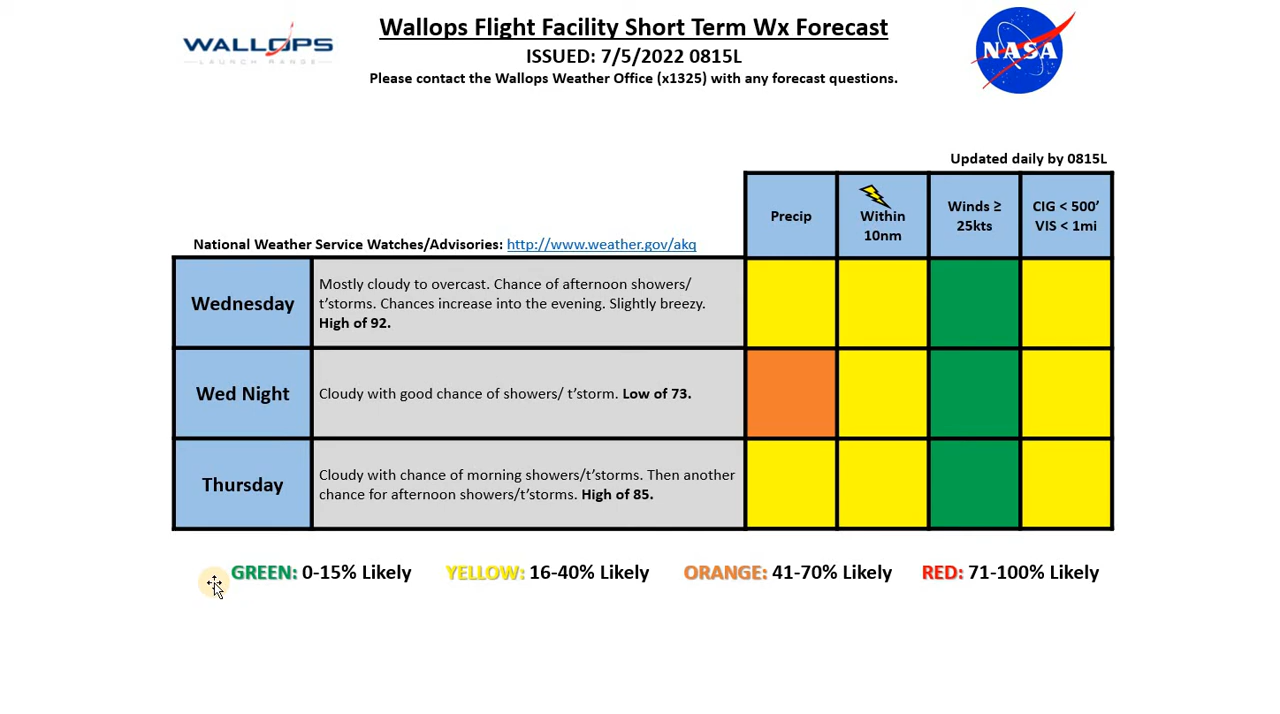 WALLOPS
LAUNCH RANGE
Wallops Flight Facility Short Term Wx Forecast
ISSUED: 7/5/2022 0815L
Please contact the Wallops Weather Office (x1325) with any forecast questions.
NASA
Updated daily by 0815L
National Weather Service Watches/Advisories: http://www.weather.gov/akq
Precip
Within
10nm
Winds ≥
25kts
CIG < 500’
VIS < 1mi
Wednesday
Mostly cloudy to overcast. Chance of afternoon showers/
t’storms. Chances increase into the evening. Slightly breezy.
High of 92.
Wed Night
Cloudy with good chance of showers/ t’storm. Low of 73.
Thursday
Cloudy with chance of morning showers/t’storms. Then another
chance for afternoon showers/t’storms. High of 85.
GREEN: 0-15% Likely YELLOW: 16-40% Likely ORANGE: 41-70% Likely RED: 71-100% Likely